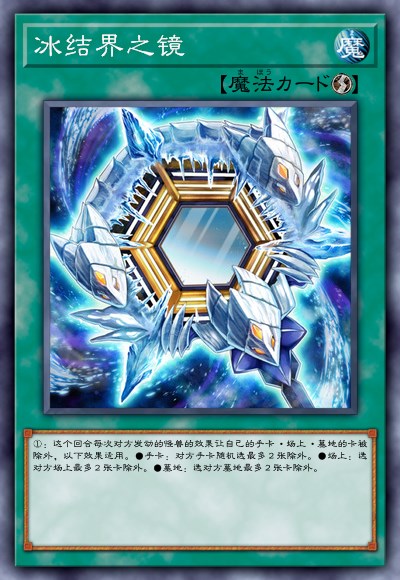 冰结界之镜
魔
【魔法カード】
ま ほう
①：这个回合每次对方发动的怪兽的效果让自己的手卡·场上·墓地的卡被
除外，以下效果适用。●手卡：对方手卡随机选最多２张除外。●场上：选
对方场上最多２张卡除外。●墓地：选对方墓地最多２张卡除外。